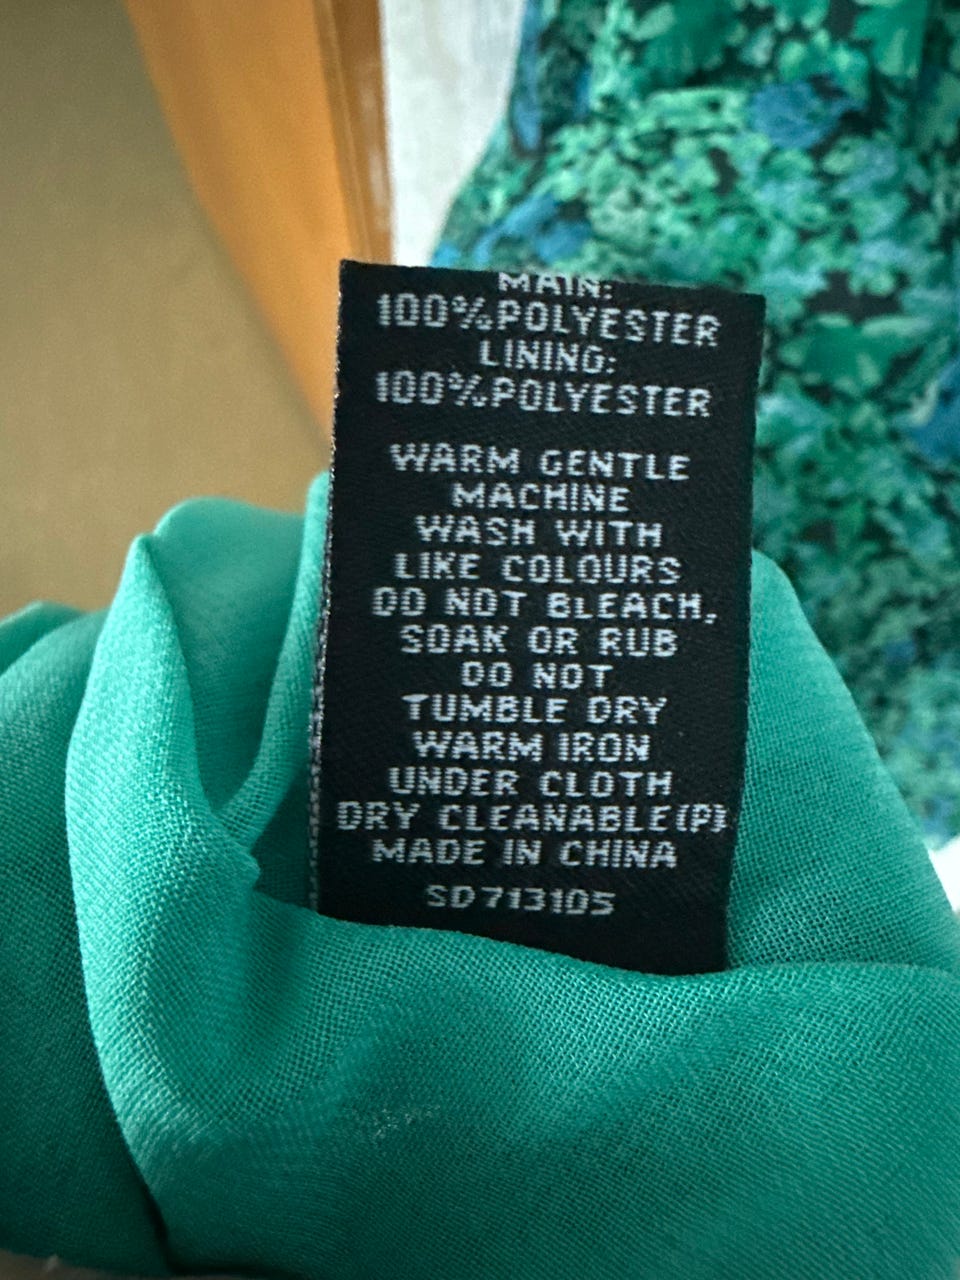 MAIN:
100%POLYESTER
LINING:
100%POLYESTER
WARM GENTLE
MACHINE
WASH WITH
LIKE COLOURS
DO NOT BLEACH,
SOAK OR RUB
DO NOT
TUMBLE DRY
WARM IRON
UNDER CLOTH
DRY CLEANABLE(P)
MADE IN CHINA
SD713105